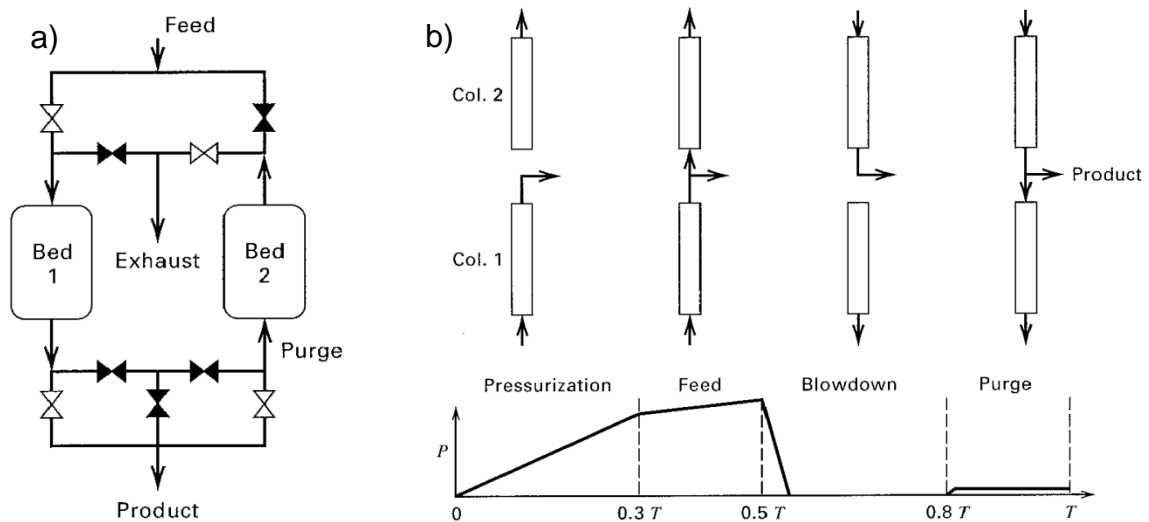 a)
Feed
Bed
1
Exhaust
Bed
2
Purge
Product
b)
Col. 2
Col. 1
Product
Pressurization Feed Blowdown Purge
P
0 0.3 T 0.5 T 0.8 T T